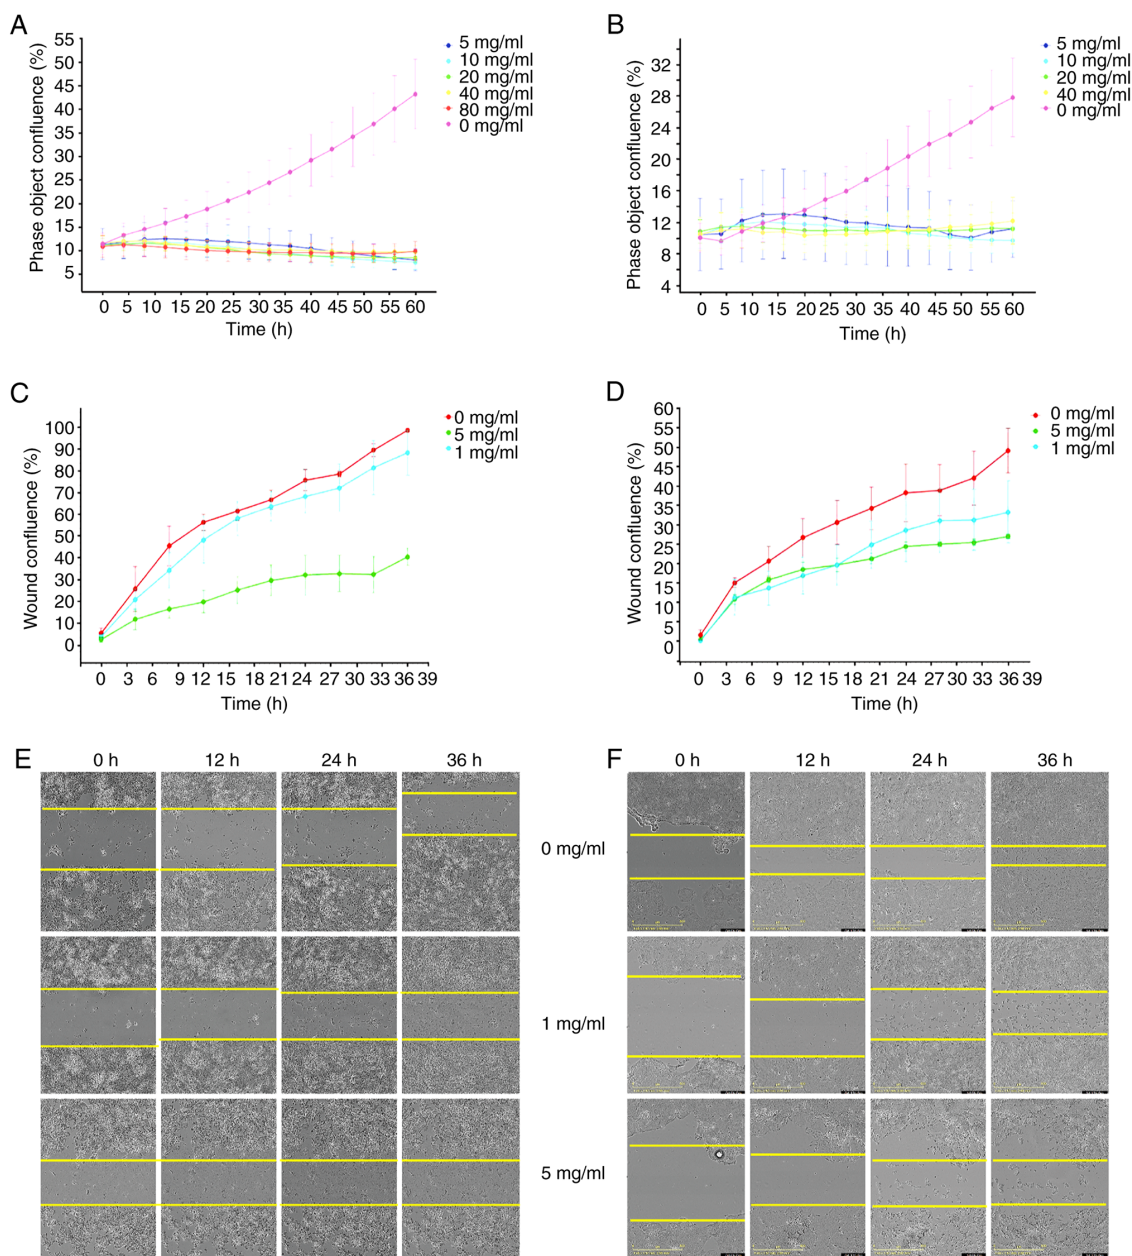 A
Phase object confluence (%)
55
50
45
40
35
30
25
20
15
10
5
0 5 10 15 20 25 30 35 40 45 50 55 60
Time (h)
5 mg/ml
10 mg/ml
20 mg/ml
40 mg/ml
80 mg/ml
0 mg/ml
B
Phase object confluence (%)
32
28
24
20
16
12
8
4
0 5 10 15 20 25 30 35 40 45 50 55 60
Time (h)
5 mg/ml
10 mg/ml
20 mg/ml
40 mg/ml
0 mg/ml
C
Wound confluence (%)
100
90
80
70
60
50
40
30
20
10
0
0 3 6 9 12 15 18 21 24 27 30 33 36 39
Time (h)
0 mg/ml
5 mg/ml
1 mg/ml
D
Wound confluence (%)
60
55
50
45
40
35
30
25
20
15
10
5
0
0 3 6 9 12 15 18 21 24 27 30 33 36 39
Time (h)
0 mg/ml
5 mg/ml
1 mg/ml
E
0 h 12 h 24 h 36 h
F
0 h 12 h 24 h 36 h
0 mg/ml
1 mg/ml
5 mg/ml